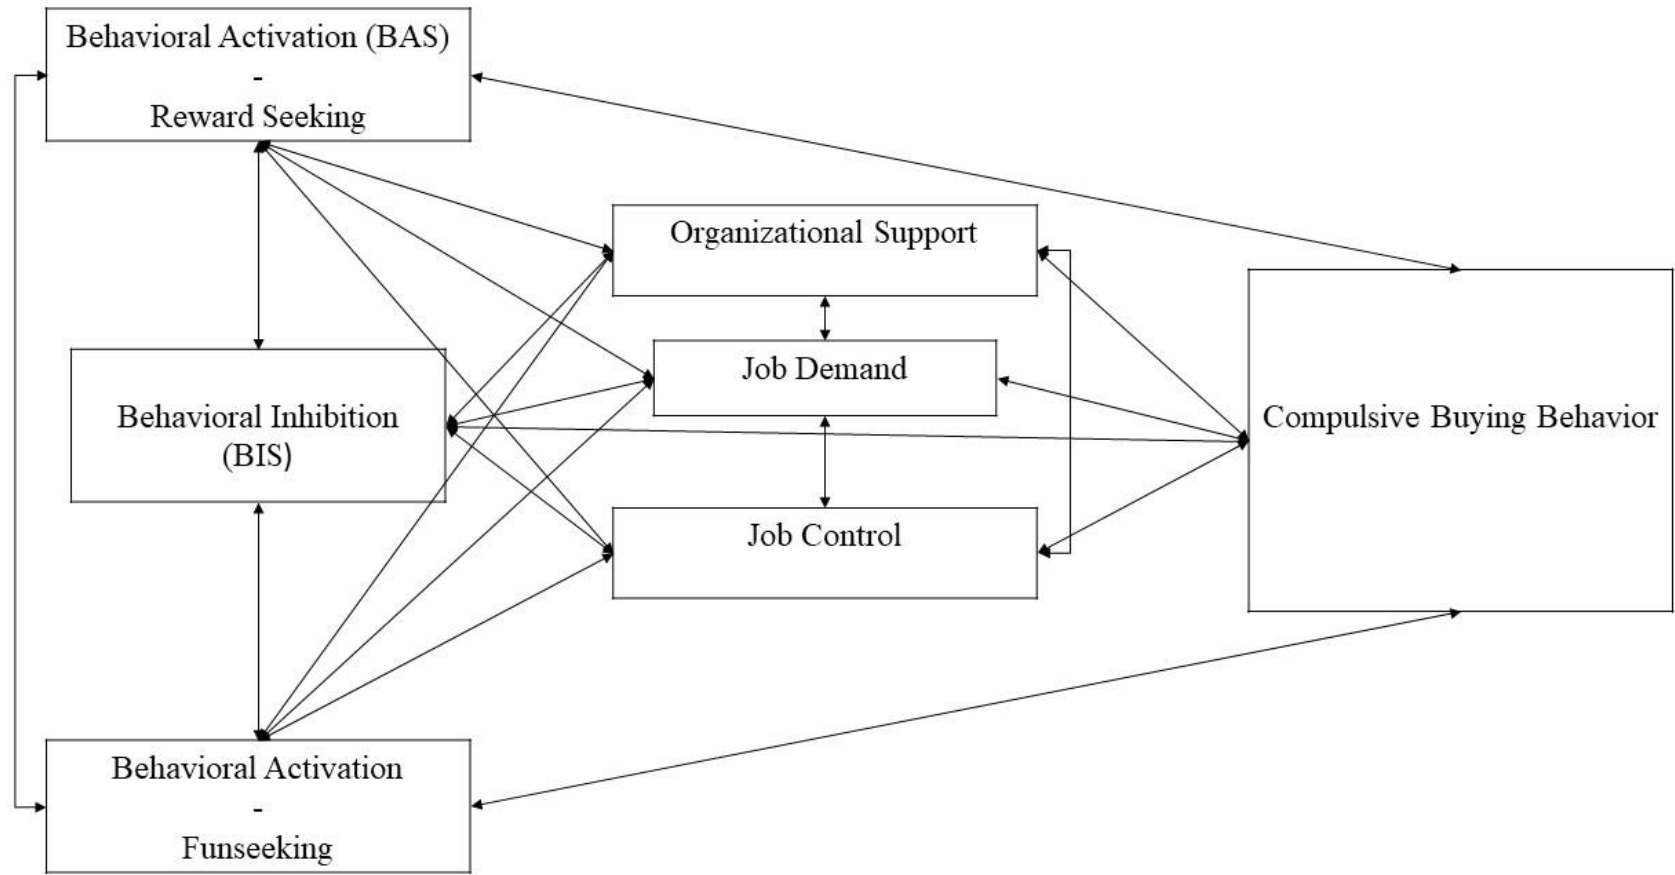 Behavioral Activation (BAS)
-
Reward Seeking
Organizational Support
Job Demand
Behavioral Inhibition
(BIS)
Compulsive Buying Behavior
Job Control
Behavioral Activation
-
Funseeking